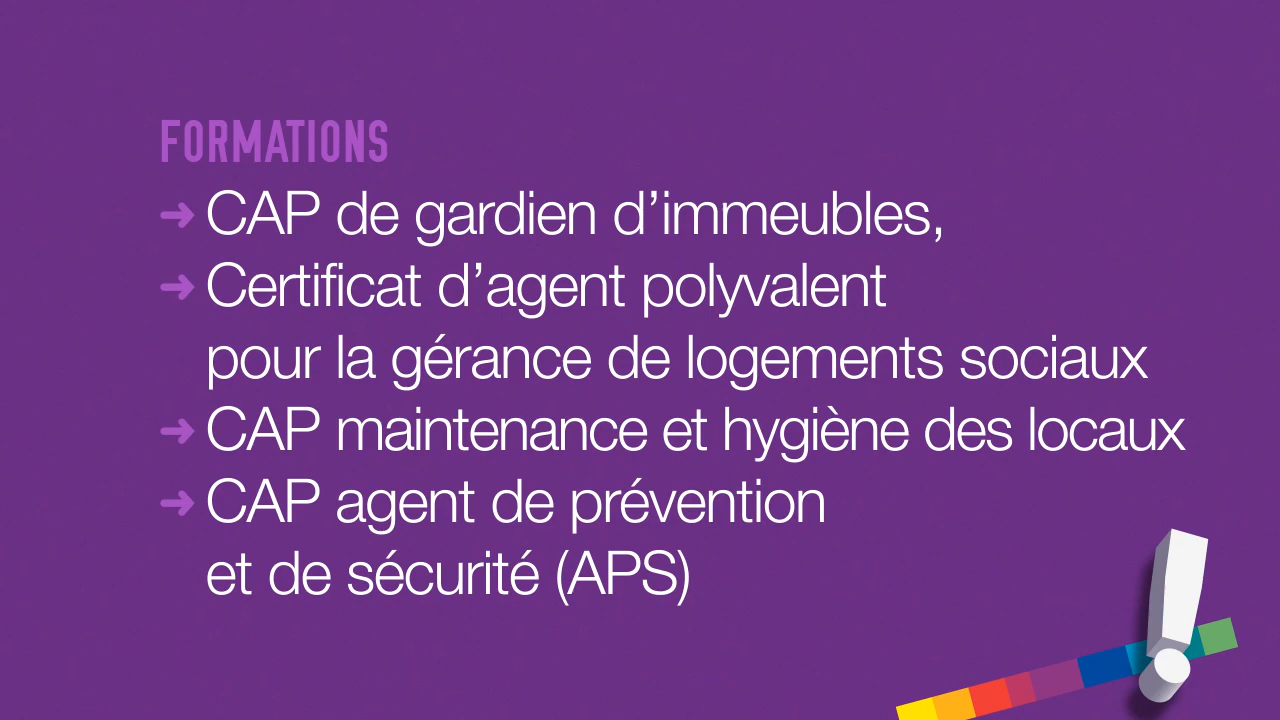 FORMATIONS
➜ CAP de gardien d’immeubles,
➜ Certificat d’agent polyvalent
pour la gérance de logements sociaux
➜ CAP maintenance et hygiène des locaux
➜ CAP agent de prévention
et de sécurité (APS)